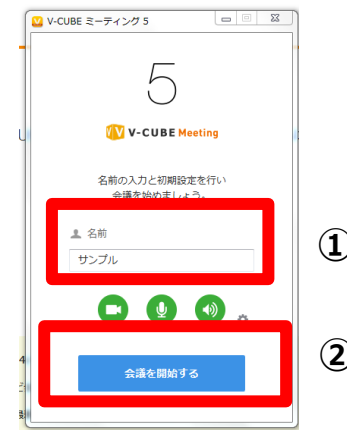 V-CUBE ミーティング 5
5
V-CUBE Meeting
名前の入力と初期設定を行い
会議を始めましょう。
名前
①
サンプル
会議を開始する
②